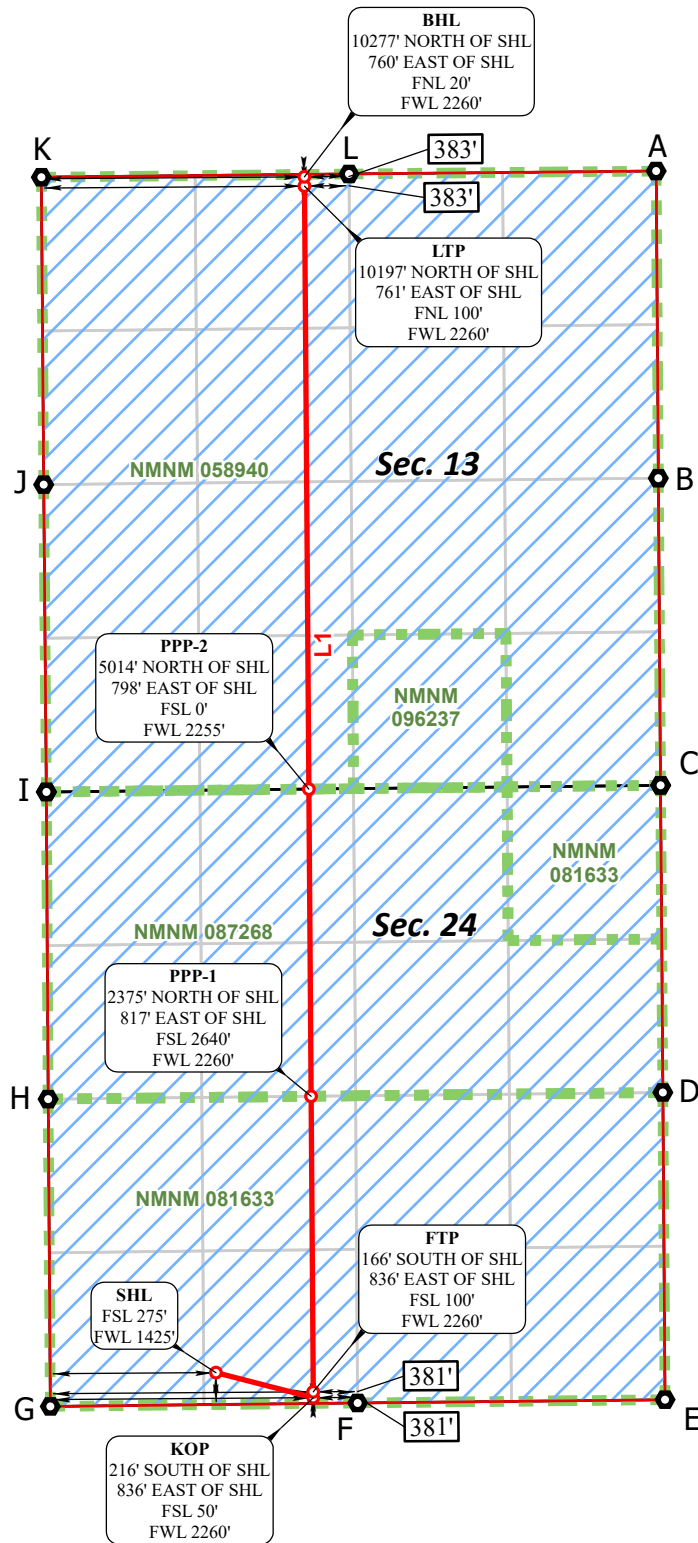 BHL
10277' NORTH OF SHL
760' EAST OF SHL
FNL 20'
FWL 2260'
K
L
383'
A
383'
LTP
10197' NORTH OF SHL
761' EAST OF SHL
FNL 100'
FWL 2260'
NMNM 058940
Sec. 13
J
B
L1
PPP-2
5014' NORTH OF SHL
798' EAST OF SHL
FSL 0'
FWL 2255'
NMNM
096237
I
C
NMNM
081633
NMNM 087268
Sec. 24
PPP-1
2375' NORTH OF SHL
817' EAST OF SHL
FSL 2640'
FWL 2260'
H
D
NMNM 081633
FTP
166' SOUTH OF SHL
836' EAST OF SHL
FSL 100'
FWL 2260'
SHL
FSL 275'
FWL 1425'
381'
G
F
381'
E
KOP
216' SOUTH OF SHL
836' EAST OF SHL
FSL 50'
FWL 2260'